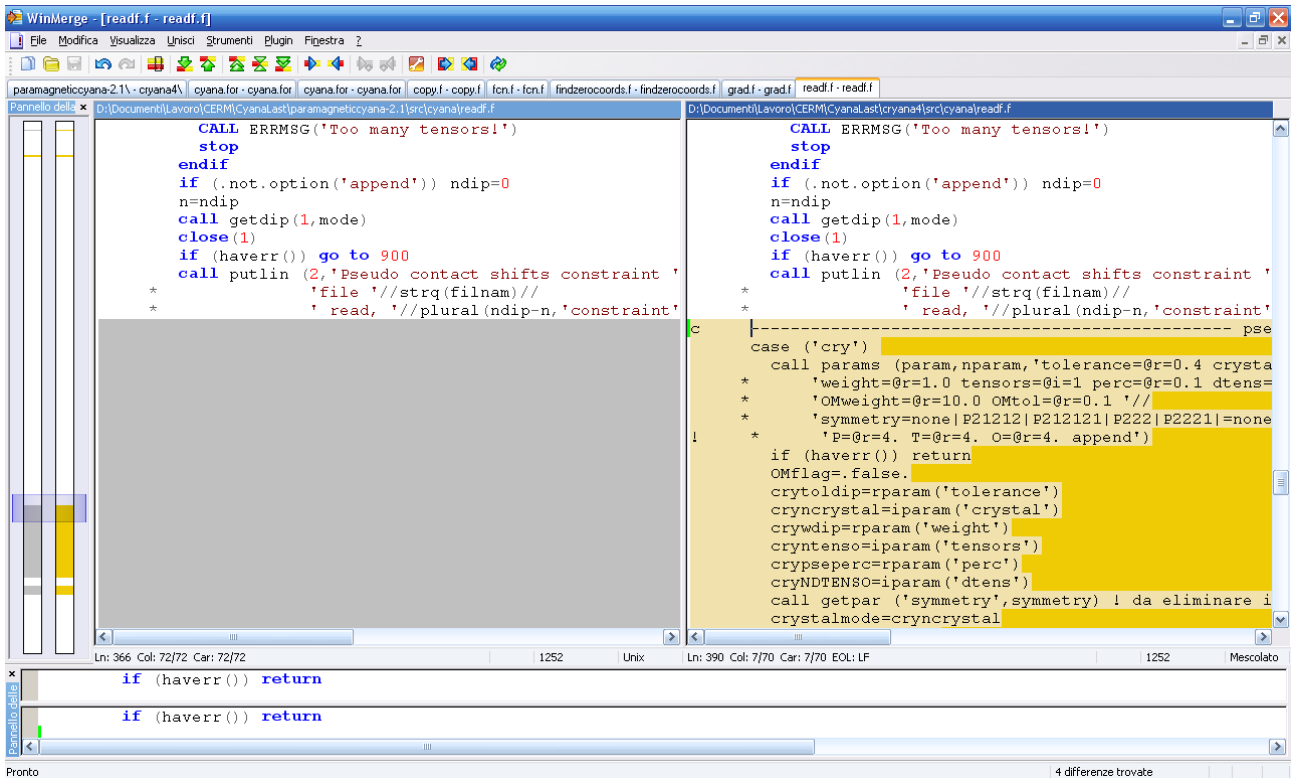 WinMerge - [readf.f - readf.f]
File Modifica Visualizza Unisci Strumenti Plugin Finestra ?
paramagneticcyana-2.1\ - cryana4\ cyana.for - cyana.for cyana.for - cyana.for copy.f - copy.f fcn.f - fcn.f findzerocoords.f - findzerocoords.f grad.f - grad.f readf.f - readf.f
Pannello della
D:\Documenti\Lavoro\CERM\CyanaLast\paramagneticcyana-2.1\src\cyana\readf.f
CALL ERRMSG('Too many tensors!')
stop
endif
if (.not.option('append')) ndip=0
n=ndip
call getdip(1,mode)
close(1)
if (haverr()) go to 900
call putlin (2,'Pseudo contact shifts constraint '
* 'file '//strq(filnam)//
* ' read, '//plural(ndip-n,'constraint'
Ln: 366 Col: 72/72 Car: 72/72 1252 Unix
D:\Documenti\Lavoro\CERM\CyanaLast\cryana4\src\cyana\readf.f
CALL ERRMSG('Too many tensors!')
stop
endif
if (.not.option('append')) ndip=0
n=ndip
call getdip(1,mode)
close(1)
if (haverr()) go to 900
call putlin (2,'Pseudo contact shifts constraint '
* 'file '//strq(filnam)//
* ' read, '//plural(ndip-n,'constraint'
c |------------------------------------------------ pse
case ('cry')
call params (param,nparam,'tolerance=@r=0.4 crysta
* 'weight=@r=1.0 tensors=@i=1 perc=@r=0.1 dtens=
* 'OMweight=@r=10.0 OMtol=@r=0.1 '//
* 'symmetry=none|P21212|P212121|P222|P2221|=none
! * 'P=@r=4. T=@r=4. O=@r=4. append')
if (haverr()) return
OMflag=.false.
crytoldip=rparam('tolerance')
cryncrystal=iparam('crystal')
crywdip=rparam('weight')
cryntenso=iparam('tensors')
crypseperc=rparam('perc')
cryNDTENSO=iparam('dtens')
call getpar ('symmetry',symmetry) ! da eliminare i
crystalmode=cryncrystal
Ln: 390 Col: 7/70 Car: 7/70 EOL: LF 1252 Mescolato
Pannello delle
if (haverr()) return
if (haverr()) return
Pronto 4 differenze trovate